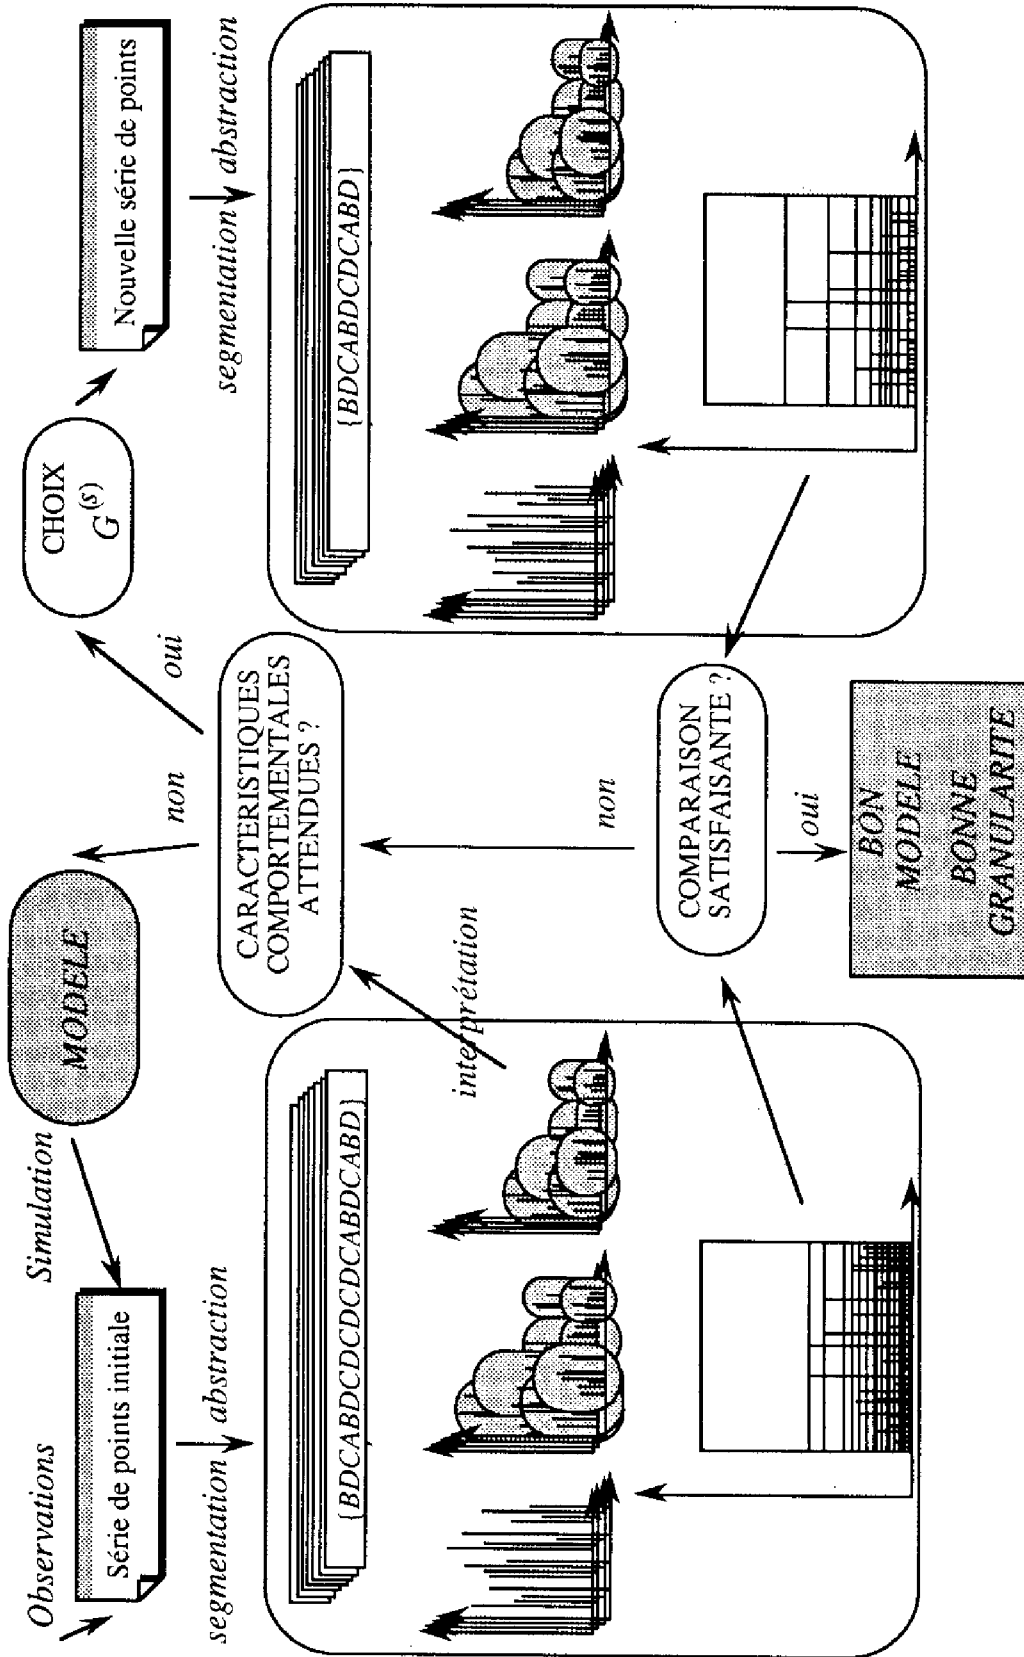 Observations
Simulation
MODELE
CHOIX
G(s)
Série de points initiale
Nouvelle série de points
non
oui
segmentation abstraction
segmentation abstraction
CARACTERISTIQUES
COMPORTEMENTALES
ATTENDUES ?
{BDCABDCDCDCDCABDCABD}
{BDCABDCDCABD}
interprétation
non
COMPARAISON
SATISFAISANTE ?
oui
BON
MODELE
BONNE
GRANULARITE